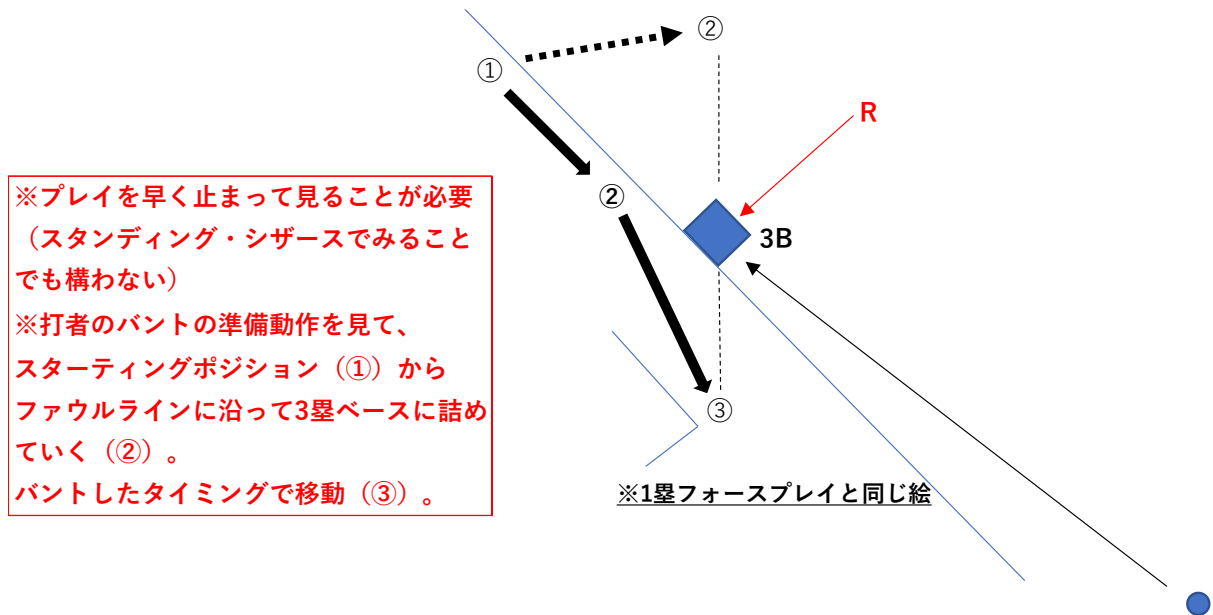 ②
①
R
※プレイを早く止まって見ることが必要
（スタンディング・シザースでみること
でも構わない）
※打者のバントの準備動作を見て、
スターティングポジション（①）から
ファウルラインに沿って3塁ベースに詰め
ていく（②）。
バントしたタイミングで移動（③）。
②
3B
③
※1塁フォースプレイと同じ絵